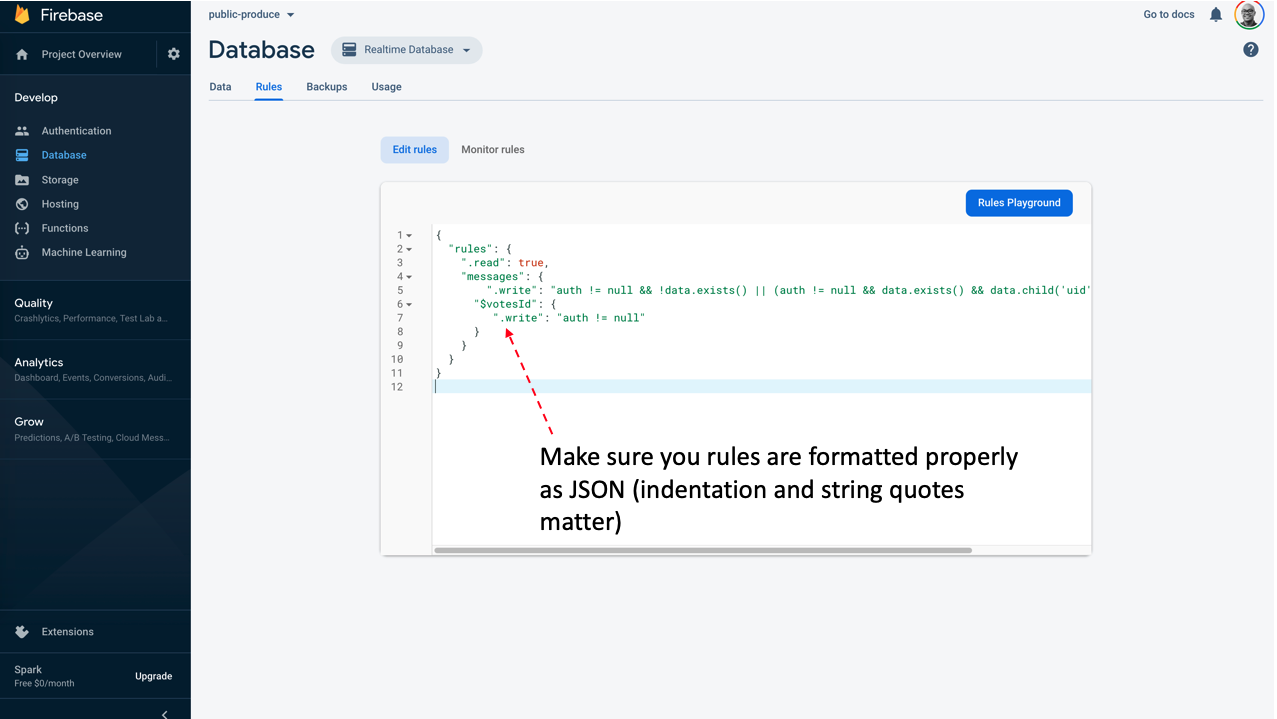 Firebase
public-produce
Go to docs
Project Overview
Database
Realtime Database
Data
Rules
Backups
Usage
Develop
Authentication
Database
Storage
Hosting
Functions
Machine Learning
Quality
Crashlytics, Performance, Test Lab a...
Analytics
Dashboard, Events, Conversions, Audi...
Grow
Predictions, A/B Testing, Cloud Mess...
Extensions
Spark
Free $0/month
Upgrade
Edit rules
Monitor rules
Rules Playground
1 {
2 "rules": {
3 ".read": true,
4 "messages": {
5 ".write": "auth != null && !data.exists() || (auth != null && data.exists() && data.child('uid'
6 "$votesId": {
7 ".write": "auth != null"
8 }
9 }
10 }
11 }
12
Make sure you rules are formatted properly
as JSON (indentation and string quotes
matter)